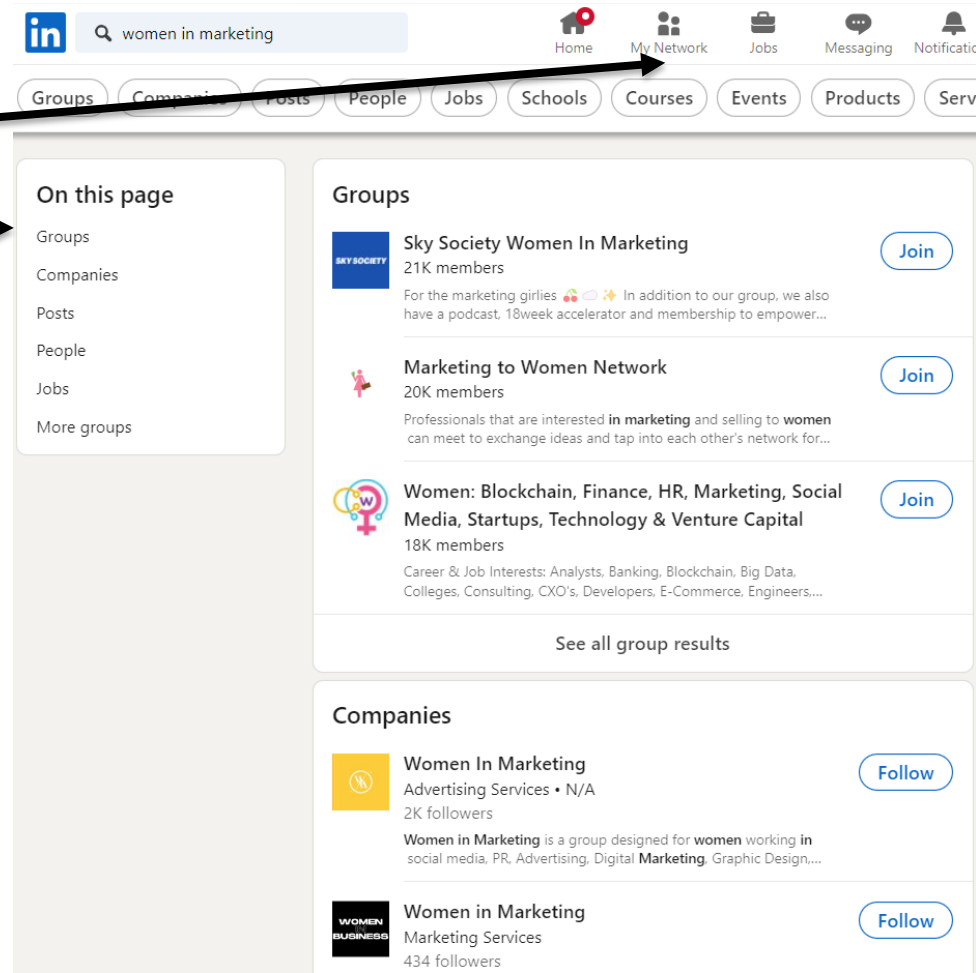 in
women in marketing
Home
My Network
Jobs
Messaging
Groups
Companies
Posts
People
Jobs
Schools
Courses
Events
Products
On this page
Groups
Companies
Posts
People
Jobs
More groups
Groups
SKY SOCIETY
Sky Society Women In Marketing
21K members
For the marketing girlies 🍒 ☁️ ✨ In addition to our group, we also
have a podcast, 18week accelerator and membership to empower...
Join
Marketing to Women Network
20K members
Professionals that are interested in marketing and selling to women
can meet to exchange ideas and tap into each other's network for...
Join
W
Women: Blockchain, Finance, HR, Marketing, Social
Media, Startups, Technology & Venture Capital
18K members
Career & Job Interests: Analysts, Banking, Blockchain, Big Data,
Colleges, Consulting, CXO's, Developers, E-Commerce, Engineers,...
Join
See all group results
Companies
Women In Marketing
Advertising Services • N/A
2K followers
Women in Marketing is a group designed for women working in
social media, PR, Advertising, Digital Marketing, Graphic Design,...
Follow
WOMEN
IN
BUSINESS
Women in Marketing
Marketing Services
434 followers
Follow